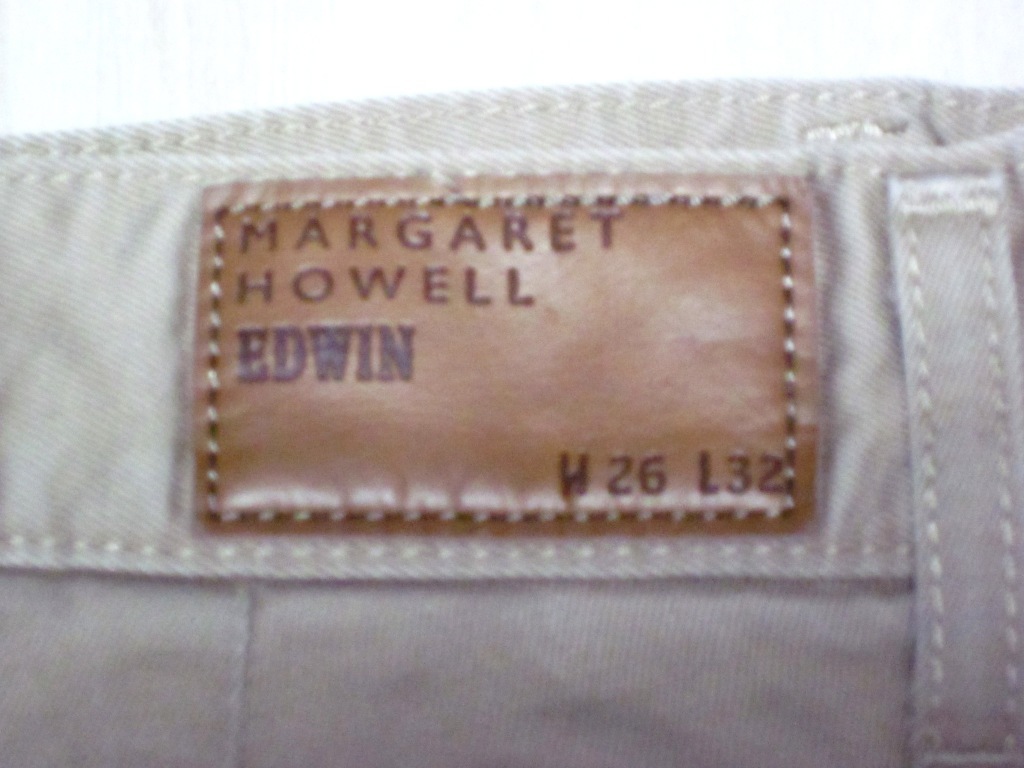 MARGARET
HOWELL
EDWIN
W 26 L32